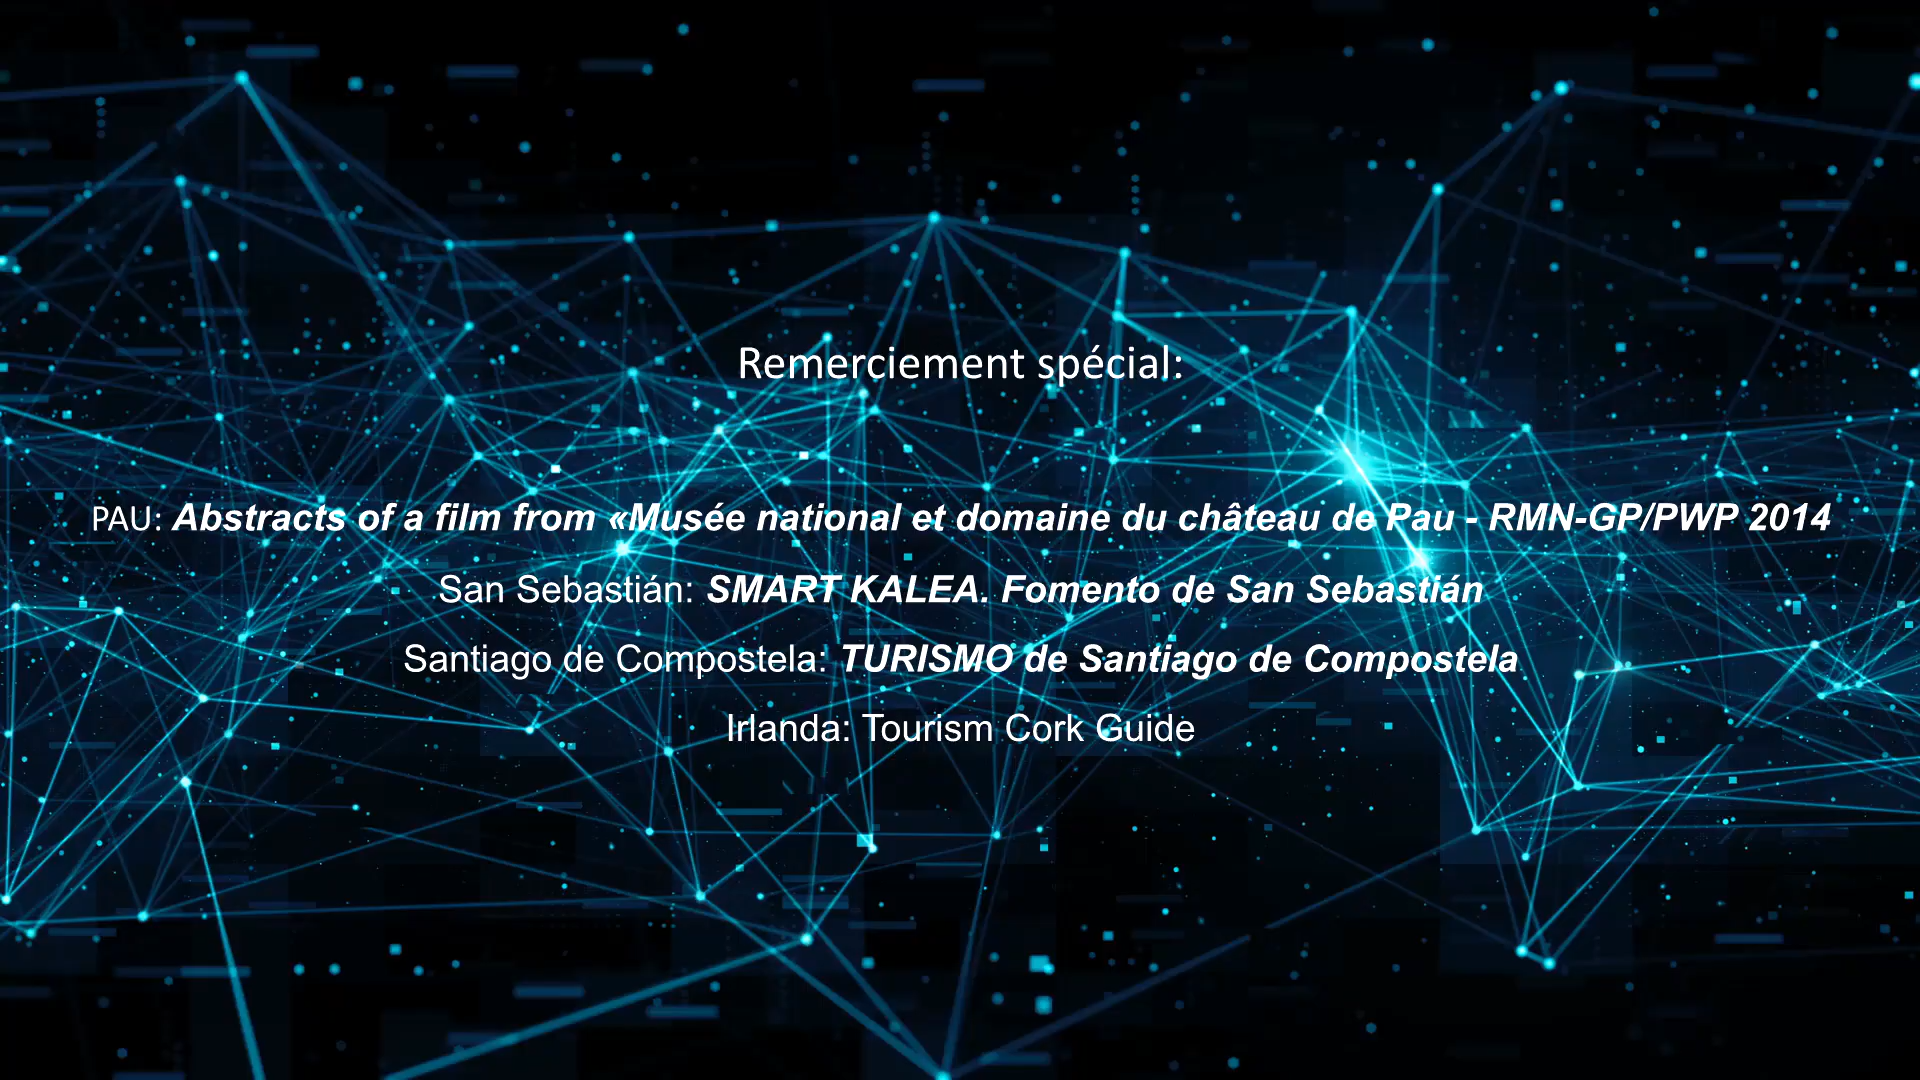 Remerciement spécial:
PAU: Abstracts of a film from «Musée national et domaine du château de Pau - RMN-GP/PWP 2014
San Sebastián: SMART KALEA. Fomento de San Sebastián
Santiago de Compostela: TURISMO de Santiago de Compostela
Irlanda: Tourism Cork Guide